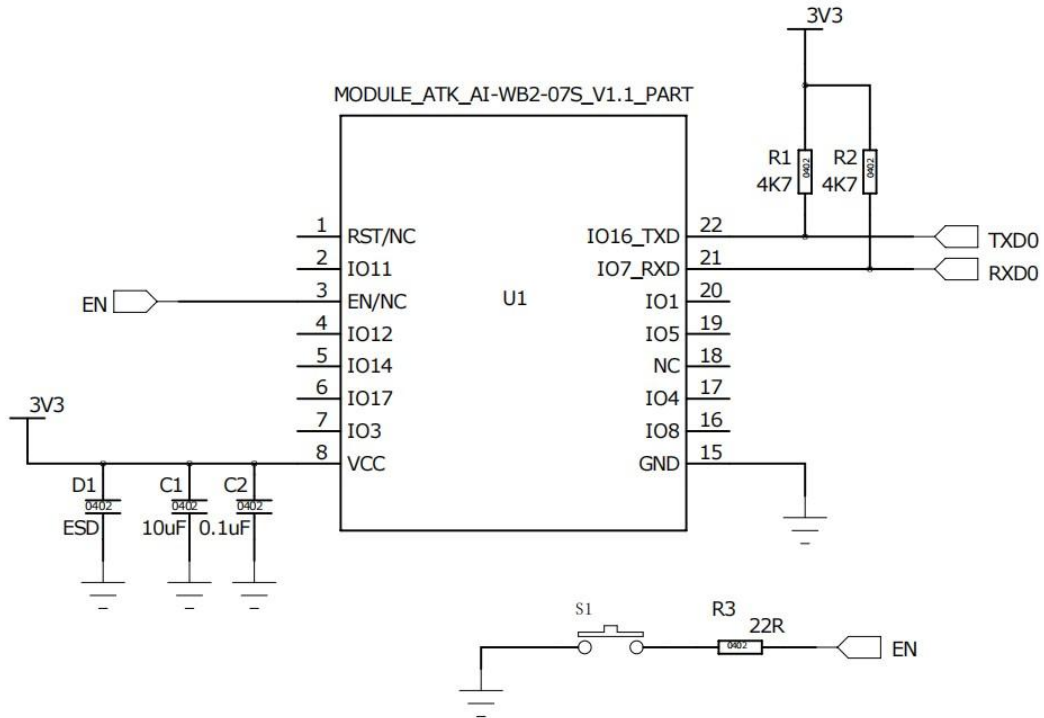 3V3
MODULE_ATK_AI-WB2-07S_V1.1_PART
R1
4K7
0402
R2
4K7
0402
1 RST/NC
2 IO11
EN 3 EN/NC
4 IO12
5 IO14
6 IO17
7 IO3
3V3
8 VCC
U1
IO16_TXD 22 TXD0
IO7_RXD 21 RXD0
IO1 20
IO5 19
NC 18
IO4 17
IO8 16
GND 15
D1 C1 C2
0402 0402 0402
ESD 10uF 0.1uF
S1
R3
22R
0402
EN